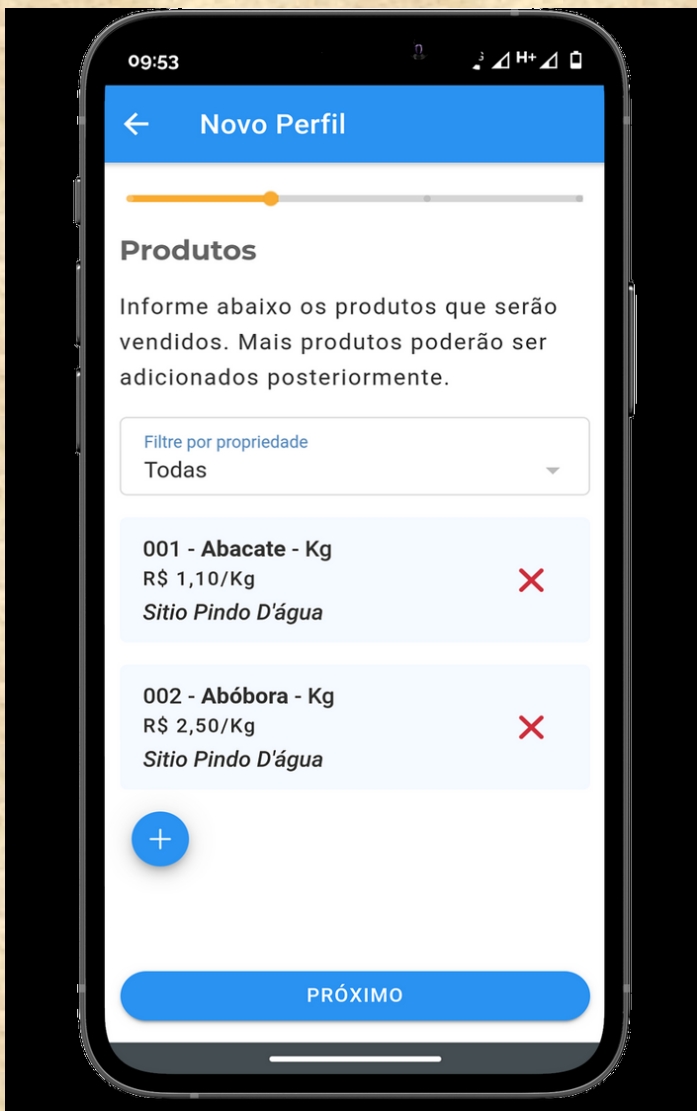 09:53
H+
Novo Perfil
Produtos
Informe abaixo os produtos que serão
vendidos. Mais produtos poderão ser
adicionados posteriormente.
Filtre por propriedade
Todas
001 - Abacate - Kg
R$ 1,10/Kg
Sitio Pindo D'água
002 - Abóbora - Kg
R$ 2,50/Kg
Sitio Pindo D'água
+
PRÓXIMO